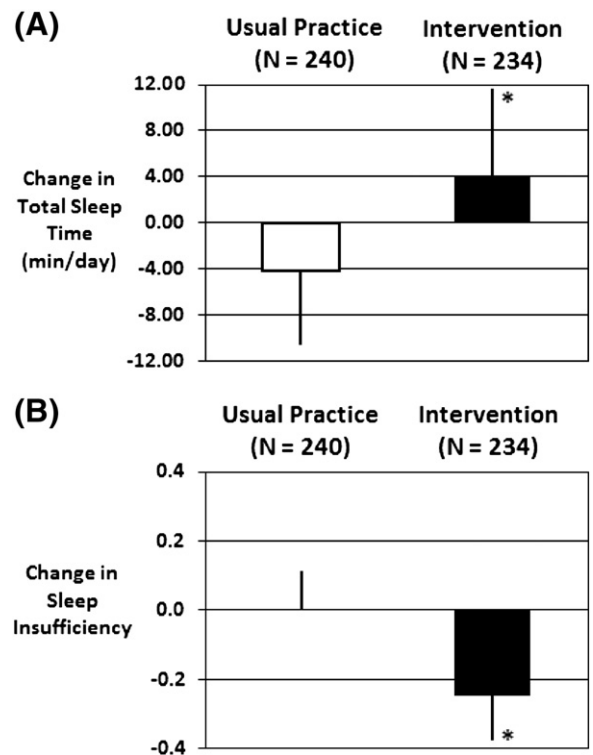 (A)
Usual Practice Intervention
(N = 240) (N = 234)
12.00
*
8.00
4.00
Change in
Total Sleep
Time
(min/day)
0.00
-4.00
-8.00
-12.00
(B)
Usual Practice Intervention
(N = 240) (N = 234)
0.4
0.2
Change in
Sleep
Insufficiency
0.0
-0.2
*
-0.4